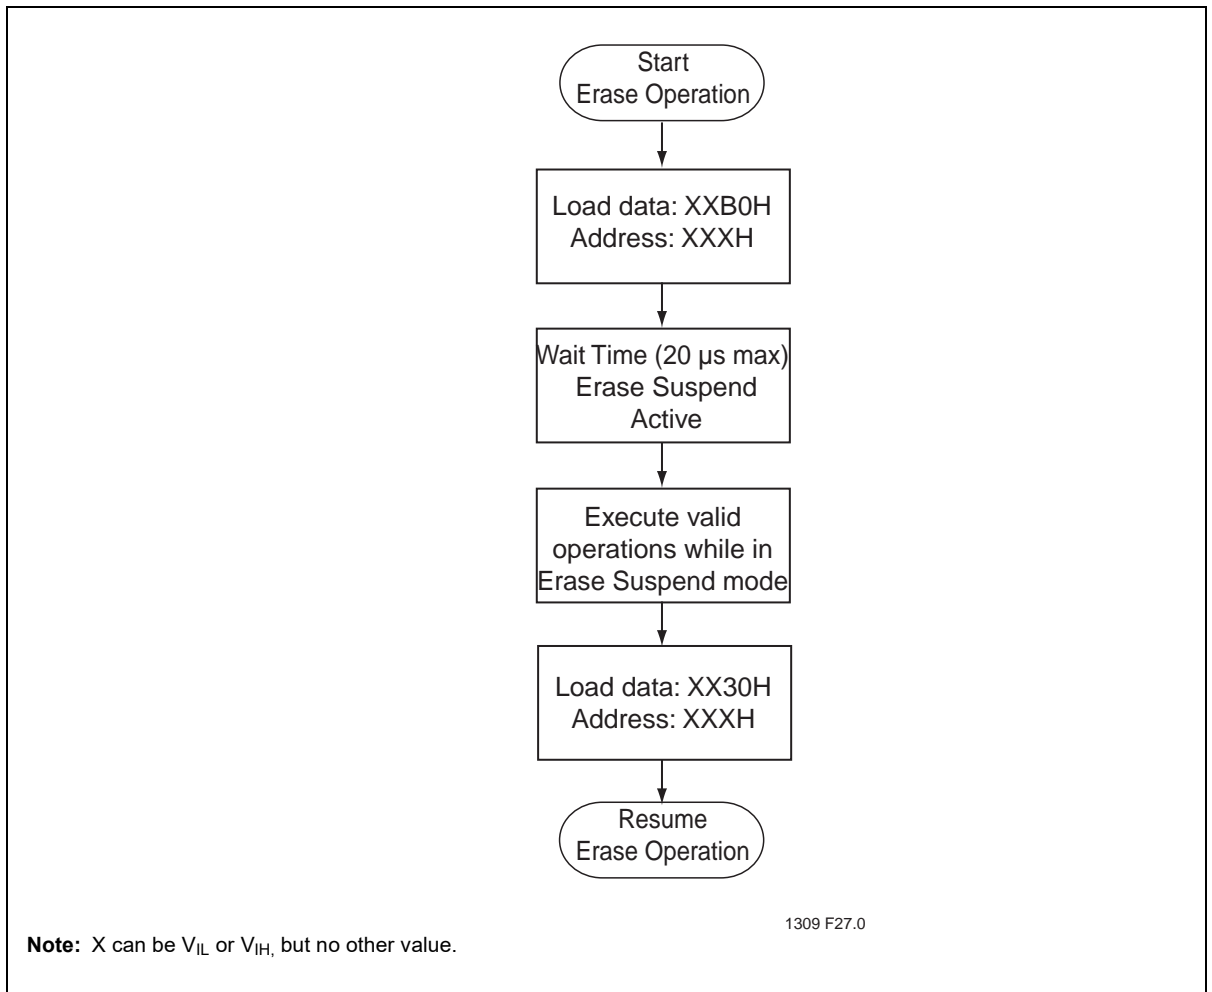 Start
Erase Operation
Load data: XXB0H
Address: XXXH
Wait Time (20 µs max)
Erase Suspend
Active
Execute valid
operations while in
Erase Suspend mode
Load data: XX30H
Address: XXXH
Resume
Erase Operation
1309 F27.0
Note: X can be VIL or VIH, but no other value.